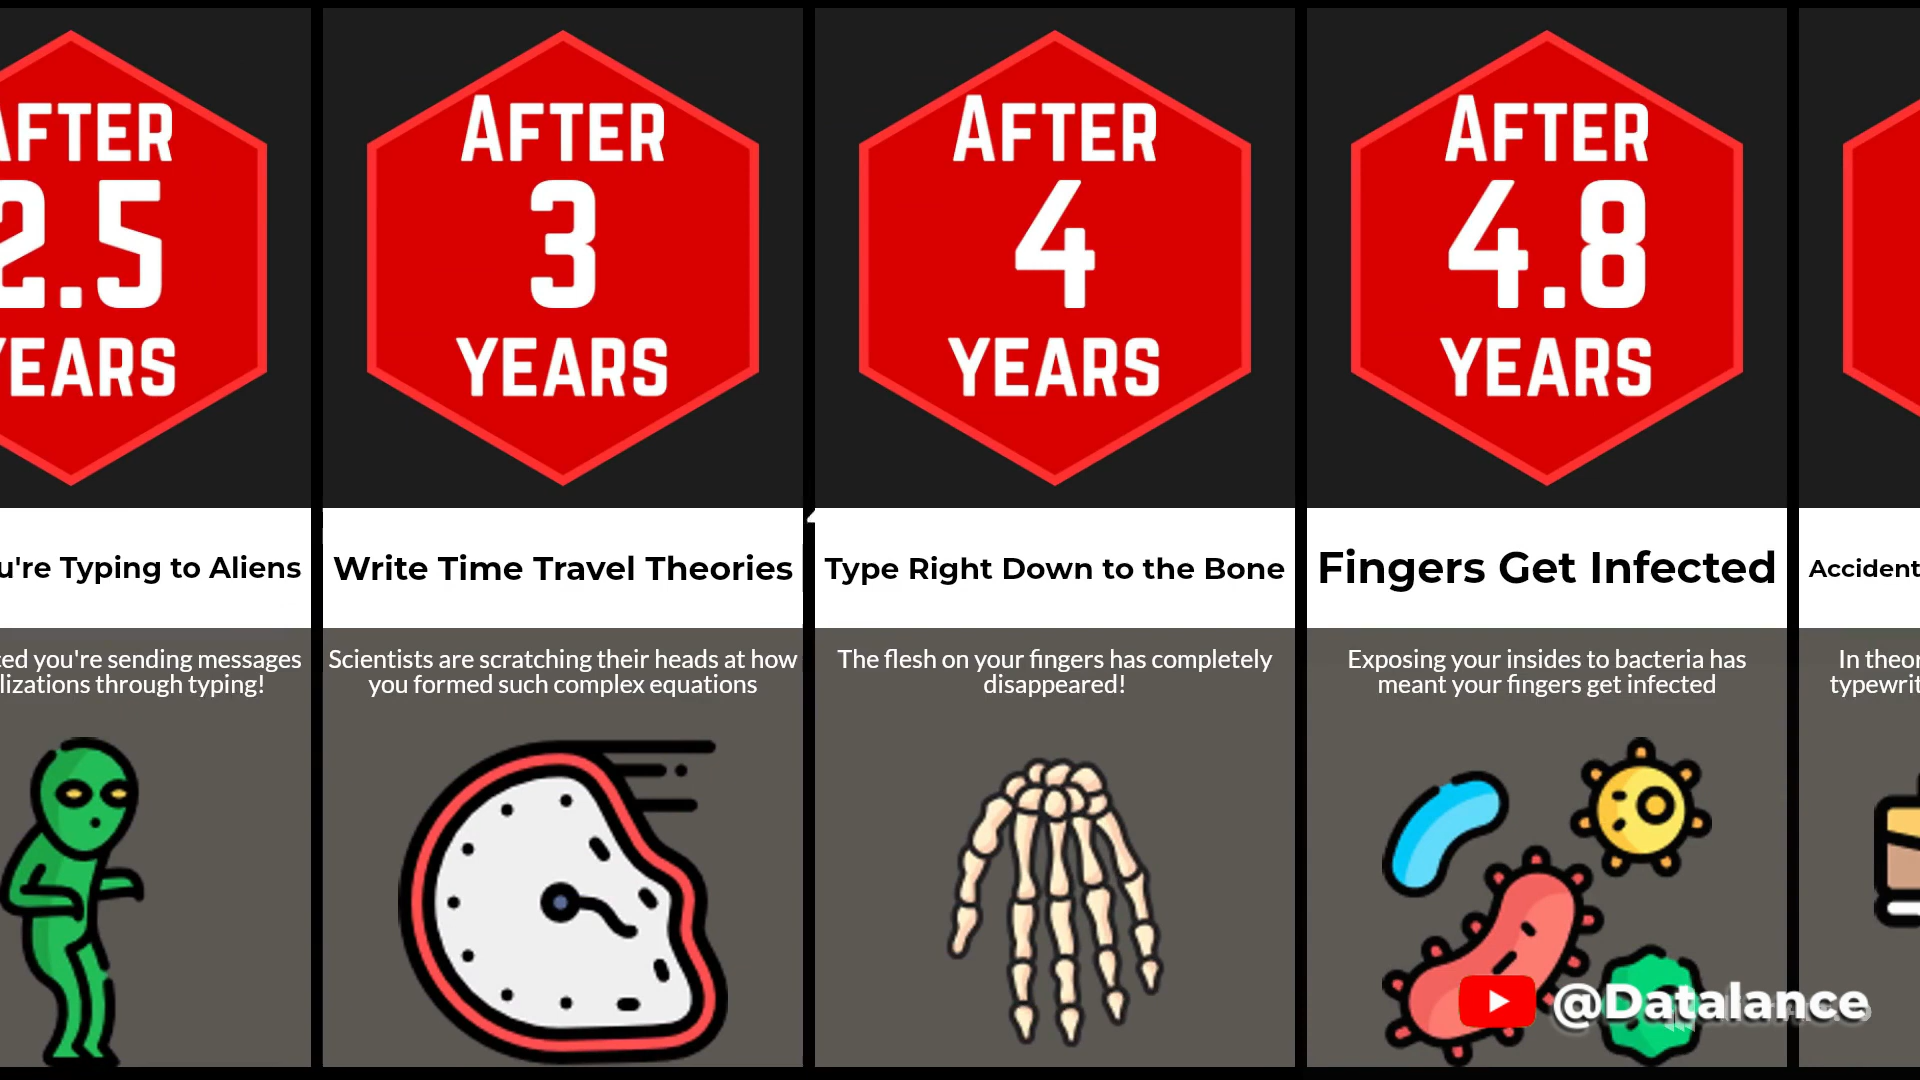 AFTER
2.5
YEARS
u're Typing to Aliens
ced you're sending messages
lizations through typing!
AFTER
3
YEARS
Write Time Travel Theories
Scientists are scratching their heads at how
you formed such complex equations
AFTER
4
YEARS
Type Right Down to the Bone
The flesh on your fingers has completely
disappeared!
AFTER
4.8
YEARS
Fingers Get Infected
Exposing your insides to bacteria has
meant your fingers get infected
Accident
In theor
typewrit
@Datalance